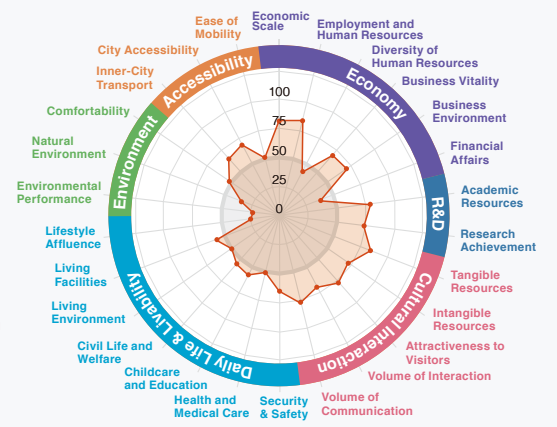 Economic
Scale
Employment and
Human Resources
Diversity of
Human Resources
Business Vitality
Business
Environment
Financial
Affairs
Academic
Resources
Research
Achievement
Tangible
Resources
Intangible
Resources
Attractiveness to
Visitors
Volume of Interaction
Volume of
Communication
Security
& Safety
Health and
Medical Care
Childcare
and Education
Civil Life and
Welfare
Living
Environment
Living
Facilities
Lifestyle
Affluence
Environmental
Performance
Natural
Environment
Comfortability
Inner-City
Transport
City Accessibility
Ease of
Mobility
Economy
R&D
Cultural Interaction
Daily Life & Livability
Environment
Accessibility
100
75
50
25
0